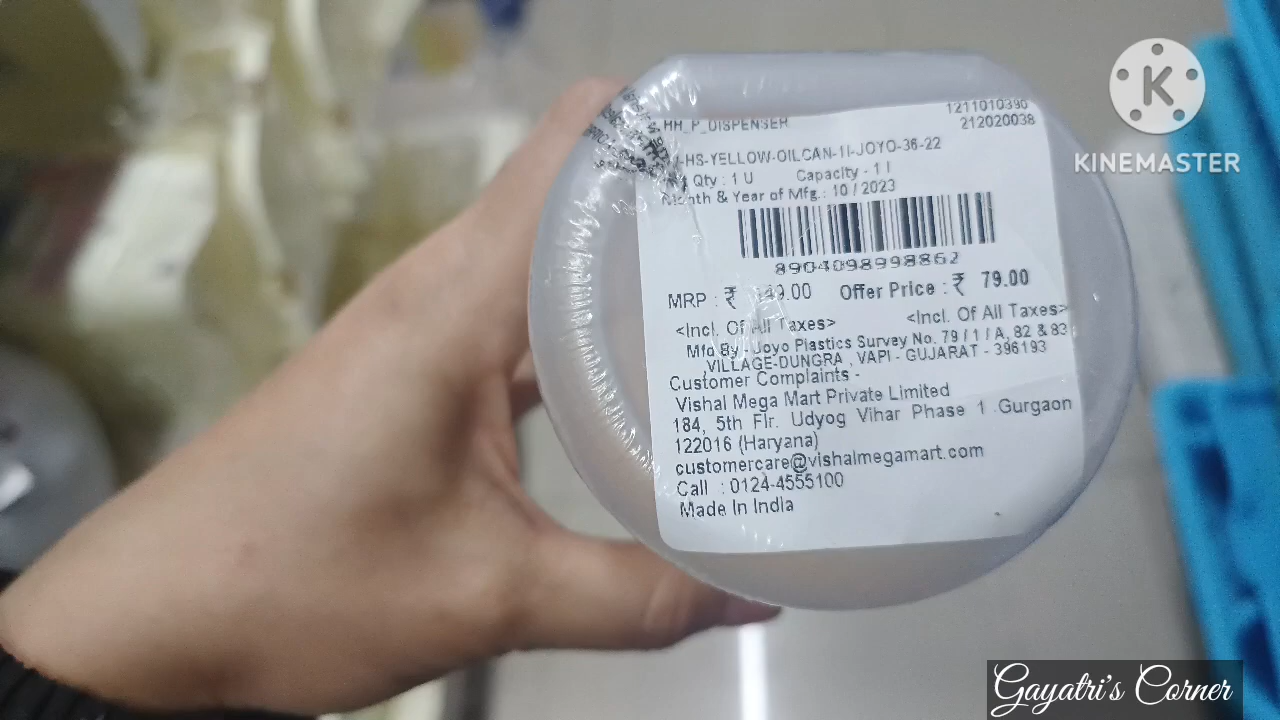 HH_P_DISPENSER 1211010390
212020038
HS-YELLOW-OILCAN-1l-JOYO-36-22
Qty : 1 U Capacity - 1 l
Month & Year of Mfg.: 10 / 2023
8904098998862
MRP : ₹ Offer Price : ₹ 79.00
<Incl. Of All Taxes> <Incl. Of All Taxes>
Mfd By - Joyo Plastics Survey No. 79 / 1 / A, 82 & 83
VILLAGE-DUNGRA , VAPI - GUJARAT - 396193
Customer Complaints -
Vishal Mega Mart Private Limited
184, 5th Flr. Udyog Vihar Phase 1 Gurgaon
122016 (Haryana)
customercare@vishalmegamart.com
Call : 0124-4555100
Made In India
K
KINEMASTER
Gayatri's Corner